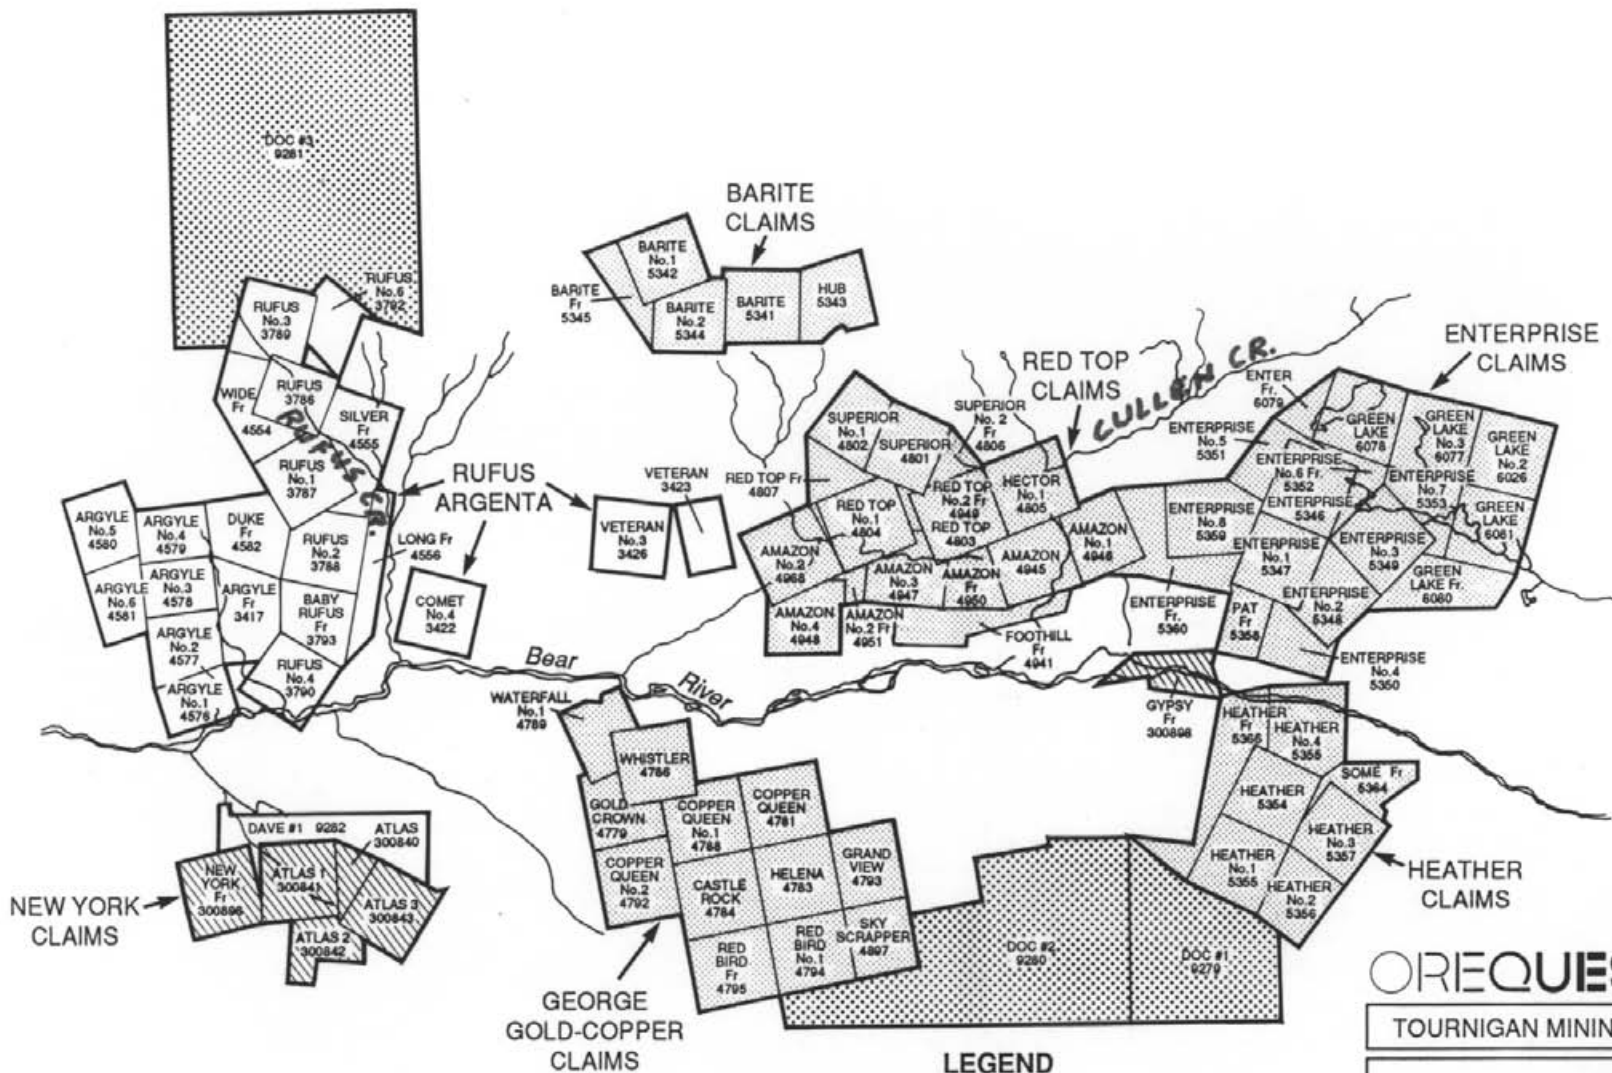 DOC #3
9281
BARITE
CLAIMS
BARITE
No.1
5342
BARITE
Fr
5345
BARITE
No.2
5344
BARITE
5341
HUB
5343
RUFUS
No.6
3792
RUFUS
No.3
3789
WIDE
Fr
4554
RUFUS
3786
SILVER
Fr
4555
RUFUS CR.
RUFUS
No.1
3787
RUFUS
ARGENTA
ARGYLE
No.5
4580
ARGYLE
No.4
4579
DUKE
Fr
4582
RUFUS
No.2
3788
LONG Fr
4556
ARGYLE
No.6
4581
ARGYLE
No.3
4578
ARGYLE
Fr
3417
BABY
RUFUS
Fr
3793
COMET
No.4
3422
ARGYLE
No.2
4577
RUFUS
No.4
3790
ARGYLE
No.1
4576
VETERAN
3423
VETERAN
No.3
3426
RED TOP
CLAIMS
CULLEN CR.
SUPERIOR
No.1
4802
SUPERIOR
4801
SUPERIOR
No. 2
Fr
4806
RED TOP Fr
4807
RED TOP
No.1
4804
RED TOP
No.2 Fr
4949
RED TOP
4803
HECTOR
No.1
4805
AMAZON
No.2
4968
AMAZON
No.3
4947
AMAZON
Fr
4950
AMAZON
4945
AMAZON
No.1
4946
AMAZON
No.4
4948
AMAZON
No.2 Fr
4951
FOOTHILL
Fr
4941
ENTERPRISE
CLAIMS
ENTER
Fr.
6079
GREEN
LAKE
6078
GREEN
LAKE
No.3
6077
GREEN
LAKE
No.2
6026
ENTERPRISE
No.5
5351
ENTERPRISE
No.6 Fr.
5352
ENTERPRISE
No.7
5353
ENTERPRISE
5346
GREEN
LAKE
6081
ENTERPRISE
No.8
5359
ENTERPRISE
No.1
5347
ENTERPRISE
No.3
5349
GREEN
LAKE Fr.
6080
ENTERPRISE
Fr.
5360
PAT
Fr
5358
ENTERPRISE
No.2
5348
ENTERPRISE
No.4
5350
Bear
River
GYPSY
Fr
300898
WATERFALL
No.1
4789
WHISTLER
4786
GOLD
CROWN
4779
COPPER
QUEEN
No.1
4788
COPPER
QUEEN
4781
COPPER
QUEEN
No.2
4792
CASTLE
ROCK
4784
HELENA
4783
GRAND
VIEW
4793
RED
BIRD
Fr
4795
RED
BIRD
No.1
4794
SKY
SCRAPPER
4897
GEORGE
GOLD-COPPER
CLAIMS
DAVE #1 9282
ATLAS
300840
NEW
YORK
Fr
300896
ATLAS 1
300841
ATLAS 3
300843
ATLAS 2
300842
NEW YORK
CLAIMS
HEATHER
Fr
5366
HEATHER
No.4
5355
SOME Fr
5364
HEATHER
5354
HEATHER
No.3
5357
HEATHER
No.1
5355
HEATHER
No.2
5356
HEATHER
CLAIMS
DOC #2
9280
DOC #1
9279
LEGEND
OREQUES
TOURNIGAN MININ